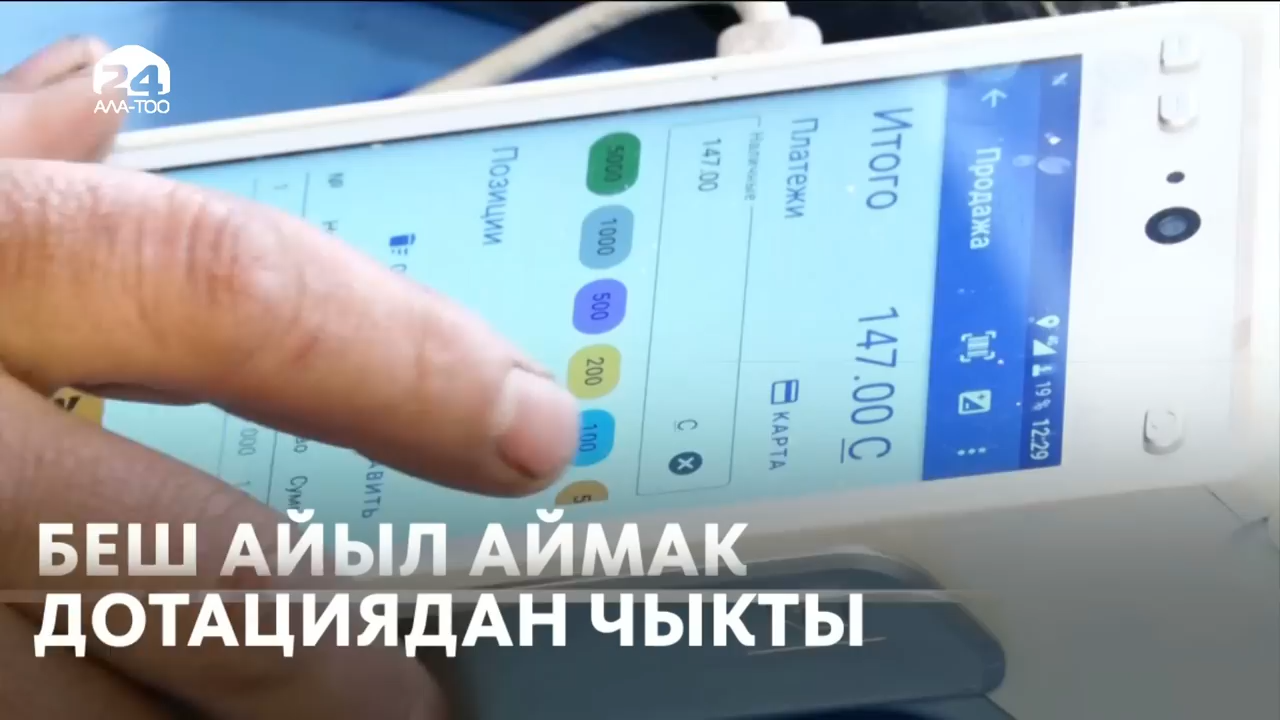 24
АЛА-ТОО
19 % 12:29
Продажа
Итого 147.00 С
Платежи КАРТА
Наличные
147.00 С
5000 1000 500 200 100
Позиции
№
1
БЕШ АЙЫЛ АЙМАК
ДОТАЦИЯДАН ЧЫКТЫ